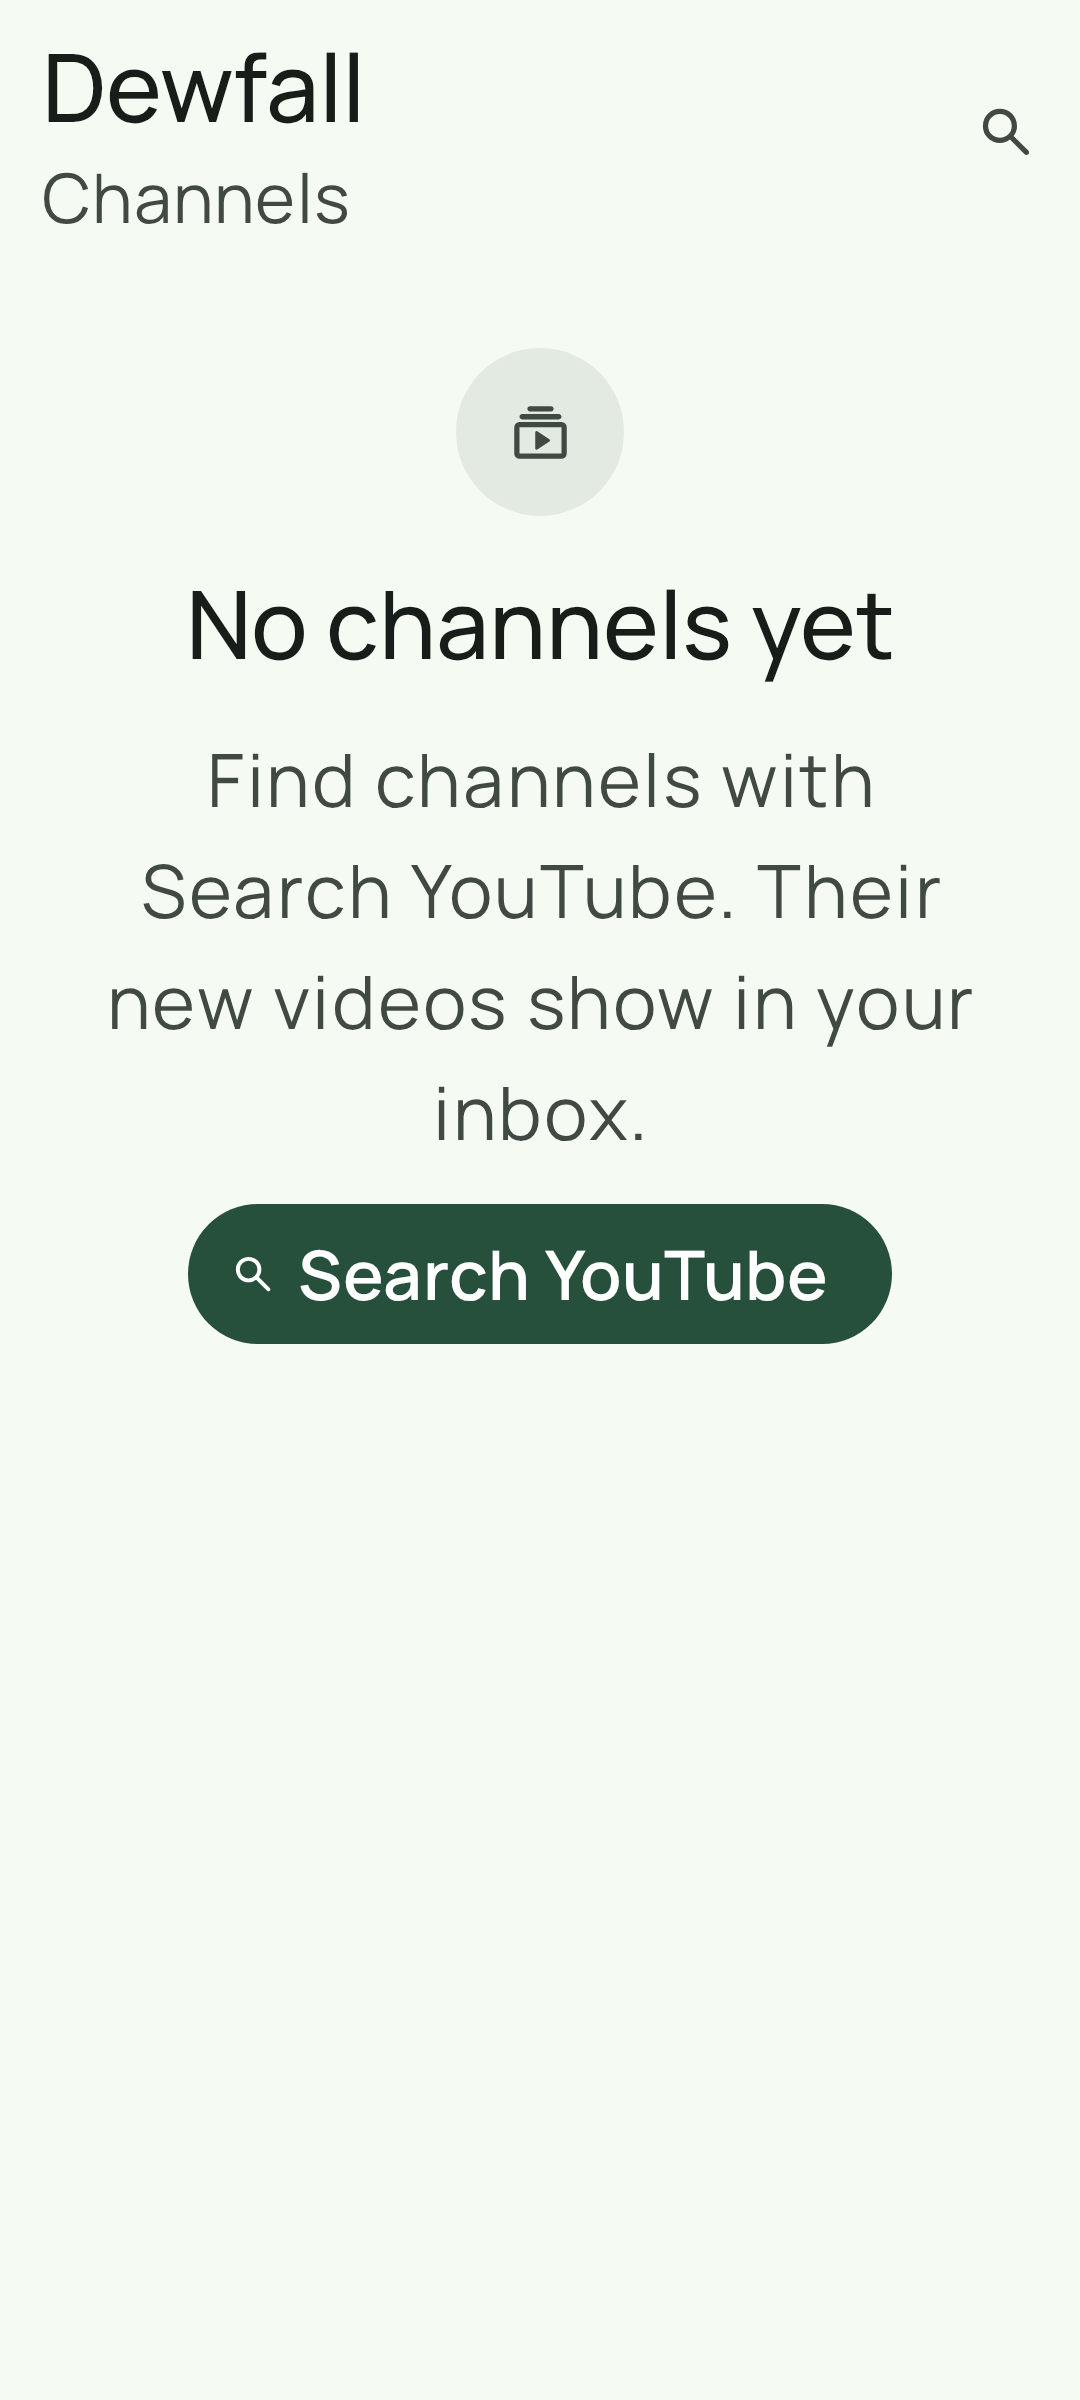 Dewfall
Channels
No channels yet
Find channels with
Search YouTube. Their
new videos show in your
inbox.
Search YouTube